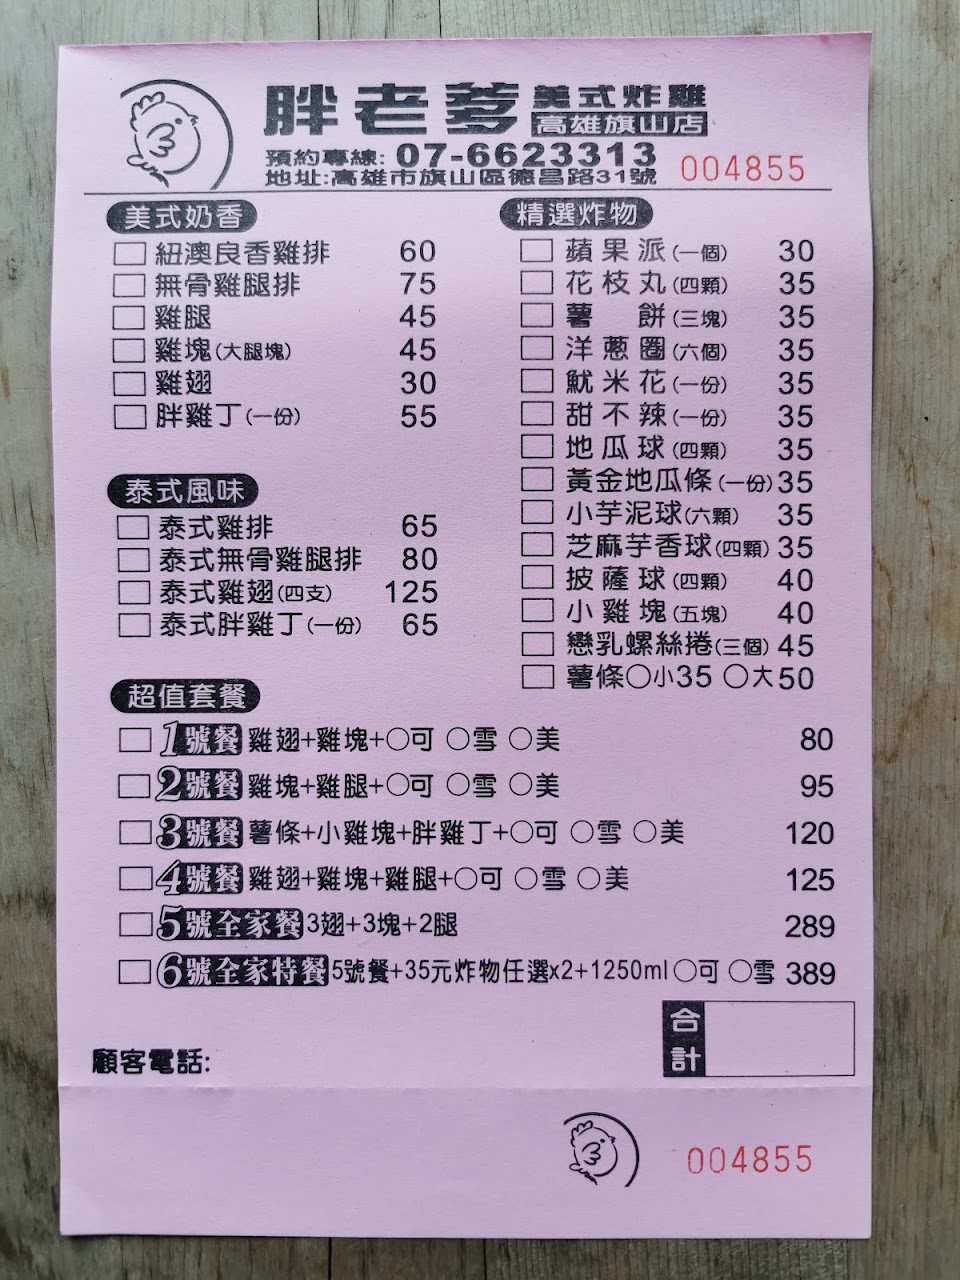 胖老爹 美式炸雞
高雄旗山店
預約專線: 07-6623313
地址:高雄市旗山區德昌路31號
004855
美式奶香
紐澳良香雞排 60
無骨雞腿排 75
雞腿 45
雞塊(大腿塊) 45
雞翅 30
胖雞丁(一份) 55
泰式風味
泰式雞排 65
泰式無骨雞腿排 80
泰式雞翅(四支) 125
泰式胖雞丁(一份) 65
精選炸物
蘋果派(一個) 30
花枝丸(四顆) 35
薯餅(三塊) 35
洋蔥圈(六個) 35
魷米花(一份) 35
甜不辣(一份) 35
地瓜球(四顆) 35
黃金地瓜條(一份) 35
小芋泥球(六顆) 35
芝麻芋香球(四顆) 35
披薩球(四顆) 40
小雞塊(五塊) 40
戀乳螺絲捲(三個) 45
薯條○小35 ○大50
超值套餐
1號餐 雞翅+雞塊+○可 ○雪 ○美 80
2號餐 雞塊+雞腿+○可 ○雪 ○美 95
3號餐 薯條+小雞塊+胖雞丁+○可 ○雪 ○美 120
4號餐 雞翅+雞塊+雞腿+○可 ○雪 ○美 125
5號全家餐 3翅+3塊+2腿 289
6號全家特餐 5號餐+35元炸物任選x2+1250ml ○可 ○雪 389
合計
顧客電話:
004855